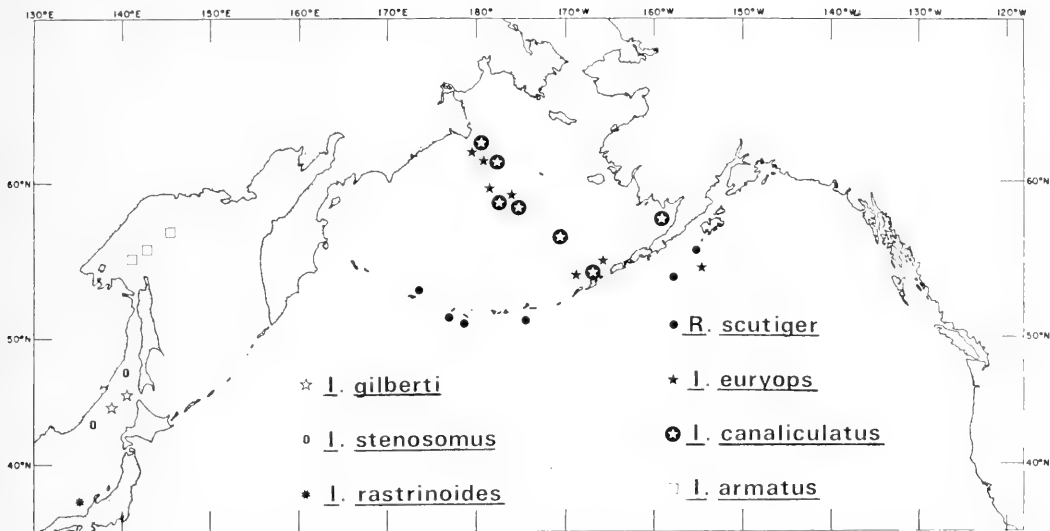 130°E 140°E 150°E 160°E 170°E 180° 170°W 160°W 150°W 140°W 130°W 120°W
60°N 60°N
50°N 50°N
40°N 40°N
R. scutiger
I. gilberti
I. euryops
I. stenosomus
I. canaliculatus
I. rastrinoides
I. armatus